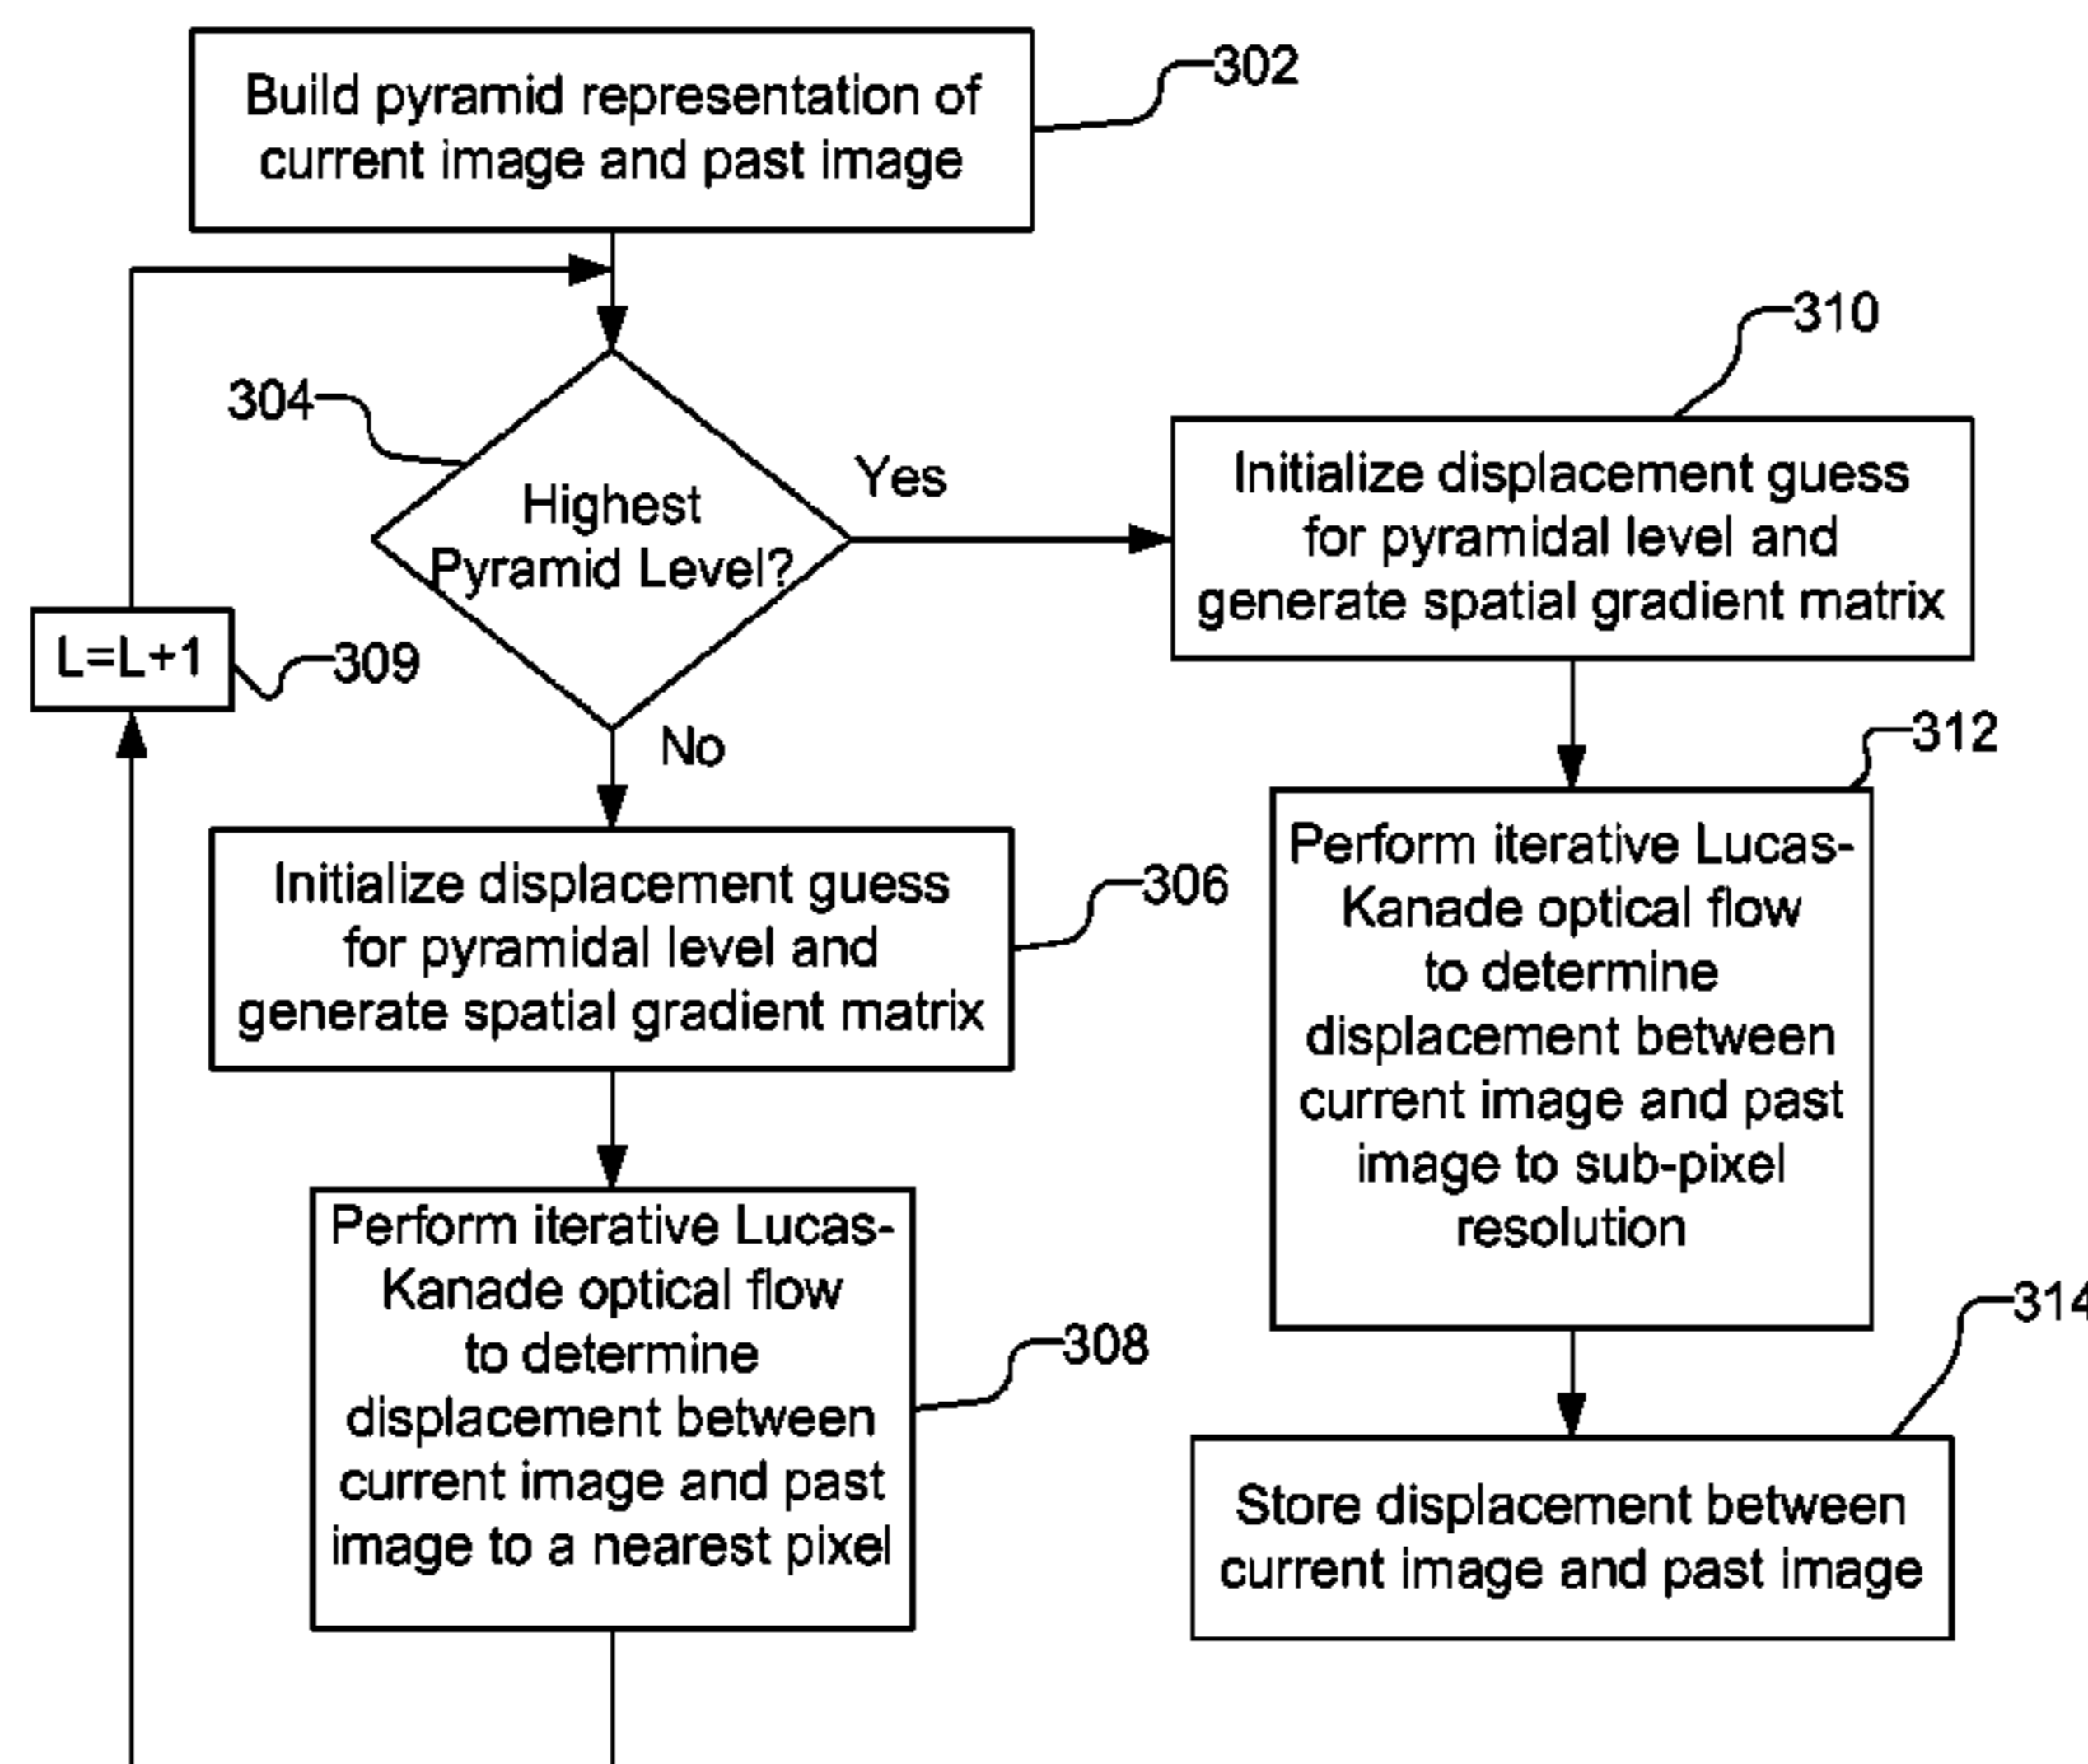 Build pyramid representation of
current image and past image
302
304
Highest
Pyramid Level?
Yes
No
310
Initialize displacement guess
for pyramidal level and
generate spatial gradient matrix
L=L+1
309
312
Perform iterative Lucas-
Kanade optical flow
to determine
displacement between
current image and past
image to sub-pixel
resolution
Initialize displacement guess
for pyramidal level and
generate spatial gradient matrix
306
Perform iterative Lucas-
Kanade optical flow
to determine
displacement between
current image and past
image to a nearest pixel
308
314
Store displacement between
current image and past image